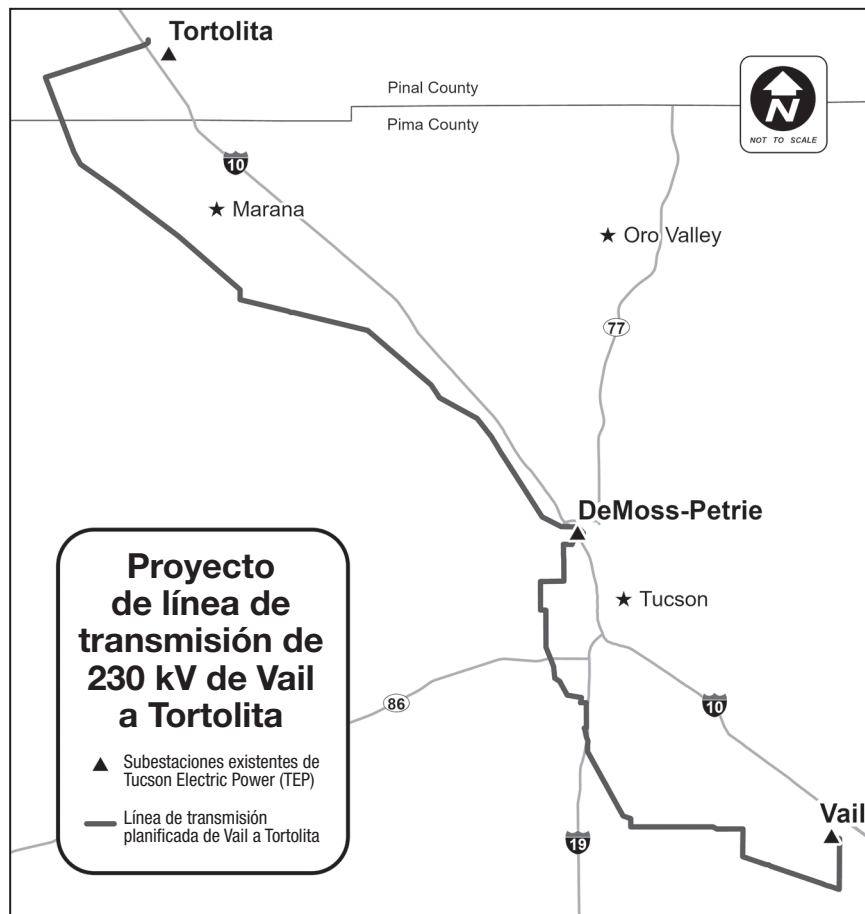 Tortolita
Pinal County
Pima County
N
NOT TO SCALE
10
★ Marana
★ Oro Valley
77
DeMoss-Petrie
★ Tucson
86
10
Vail
19
Proyecto
de línea de
transmisión de
230 kV de Vail
a Tortolita
Subestaciones existentes de
Tucson Electric Power (TEP)
Línea de transmisión
planificada de Vail a Tortolita